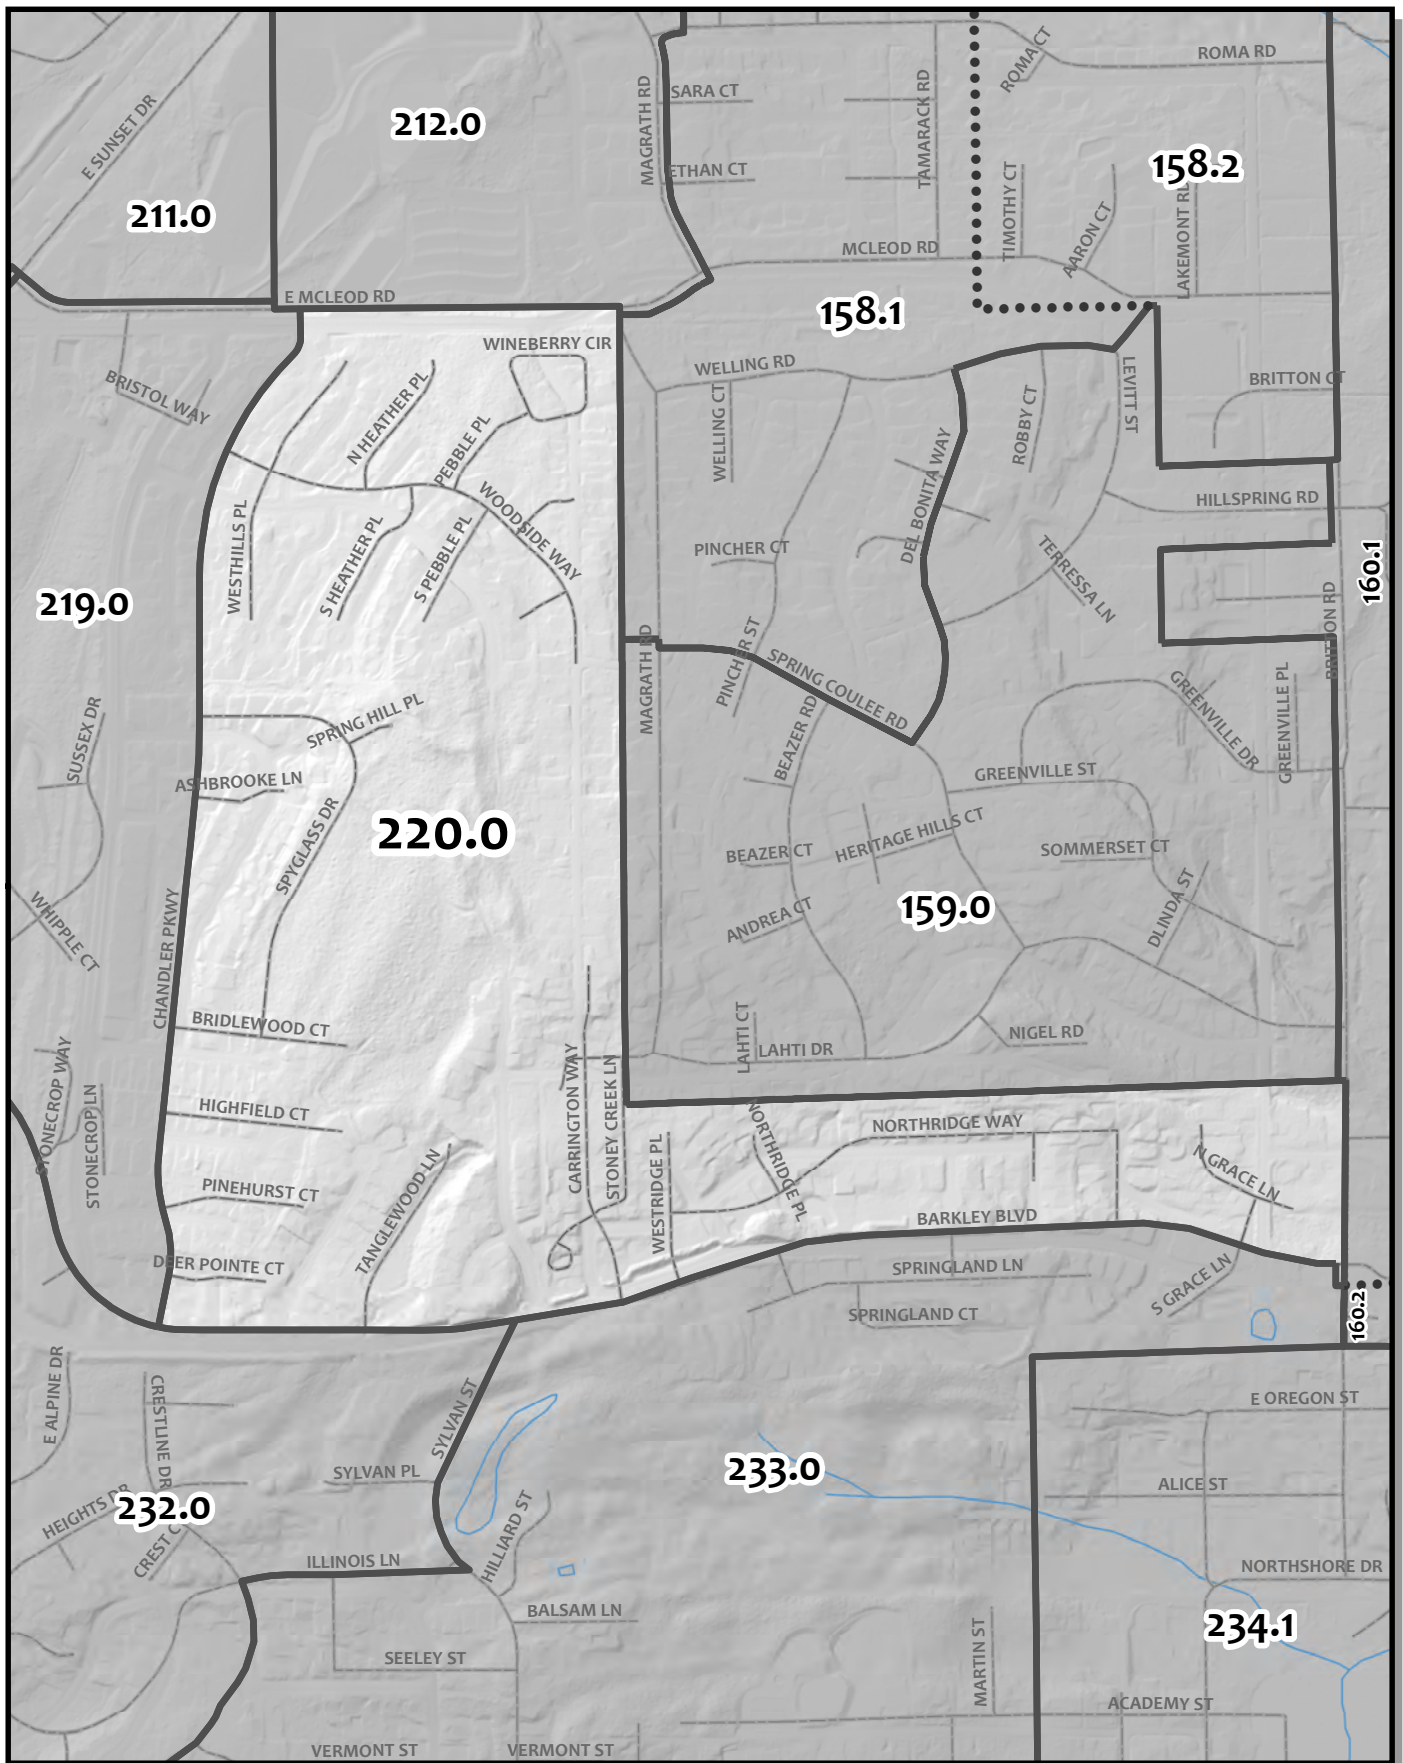 ROMA RD
ROMA CT
E SUNSET DR
212.0
MAGRATH RD
SARA CT
TAMARACK RD
158.2
ETHAN CT
TIMOTHY CT
AARON CT
LAKEMONT RD
211.0
MCLEOD RD
E MCLEOD RD
158.1
WINEBERRY CIR
WELLING RD
LEVITT ST
BRITTON CT
BRISTOL WAY
N HEATHER PL
PEBBLE PL
WELLING CT
ROBBY CT
DEL BONITA WAY
HILLSPRING RD
WOODSIDE WAY
WESTHILLS PL
S HEATHER PL
S PEBBLE PL
PINCHER CT
TERRESSA LN
160.1
219.0
BRITTON RD
PINCHER ST
MAGRATH RD
SPRING COULEE RD
GREENVILLE PL
GREENVILLE DR
SUSSEX DR
SPRING HILL PL
BEAZER RD
ASHBROOKE LN
GREENVILLE ST
SPYGLASS DR
220.0
HERITAGE HILLS CT
BEAZER CT
SOMMERSET CT
159.0
ANDREA CT
DLINDA ST
WHIPPLE CT
CHANDLER PKWY
BRIDLEWOOD CT
LAHTI CT
LAHTI DR
NIGEL RD
STONECROP WAY
STONECROP LN
HIGHFIELD CT
CARRINGTON WAY
STONEY CREEK LN
NORTHRIDGE PL
NORTHRIDGE WAY
WESTRIDGE PL
N GRACE LN
PINEHURST CT
TANGLEWOOD LN
BARKLEY BLVD
DEER POINTE CT
SPRINGLAND LN
S GRACE LN
SPRINGLAND CT
160.2
E ALPINE DR
CRESTLINE DR
SYLVAN ST
E OREGON ST
SYLVAN PL
233.0
ALICE ST
HEIGHTS DR
232.0
CREST C
HILLIARD ST
ILLINOIS LN
NORTHSHORE DR
BALSAM LN
234.1
SEELEY ST
MARTIN ST
ACADEMY ST
VERMONT ST
VERMONT ST